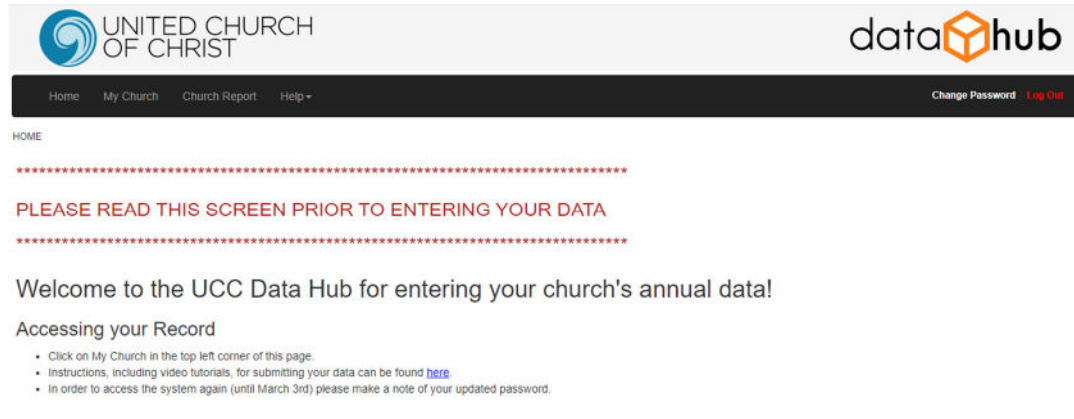 UNITED CHURCH
OF CHRIST
datahub
Home My Church Church Report Help
Change Password Log Out
HOME
*********************************************************************************
PLEASE READ THIS SCREEN PRIOR TO ENTERING YOUR DATA
*********************************************************************************
Welcome to the UCC Data Hub for entering your church's annual data!
Accessing your Record
• Click on My Church in the top left corner of this page.
• Instructions, including video tutorials, for submitting your data can be found here.
• In order to access the system again (until March 3rd) please make a note of your updated password.